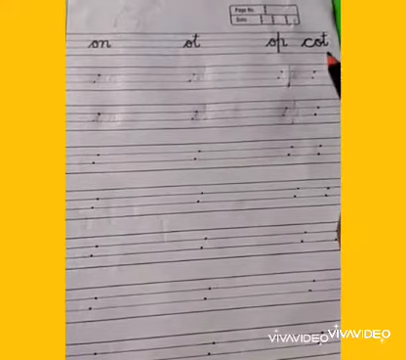 Page No.
Date
on ot op cot
VIVAVIDEO VIVAVIDEO